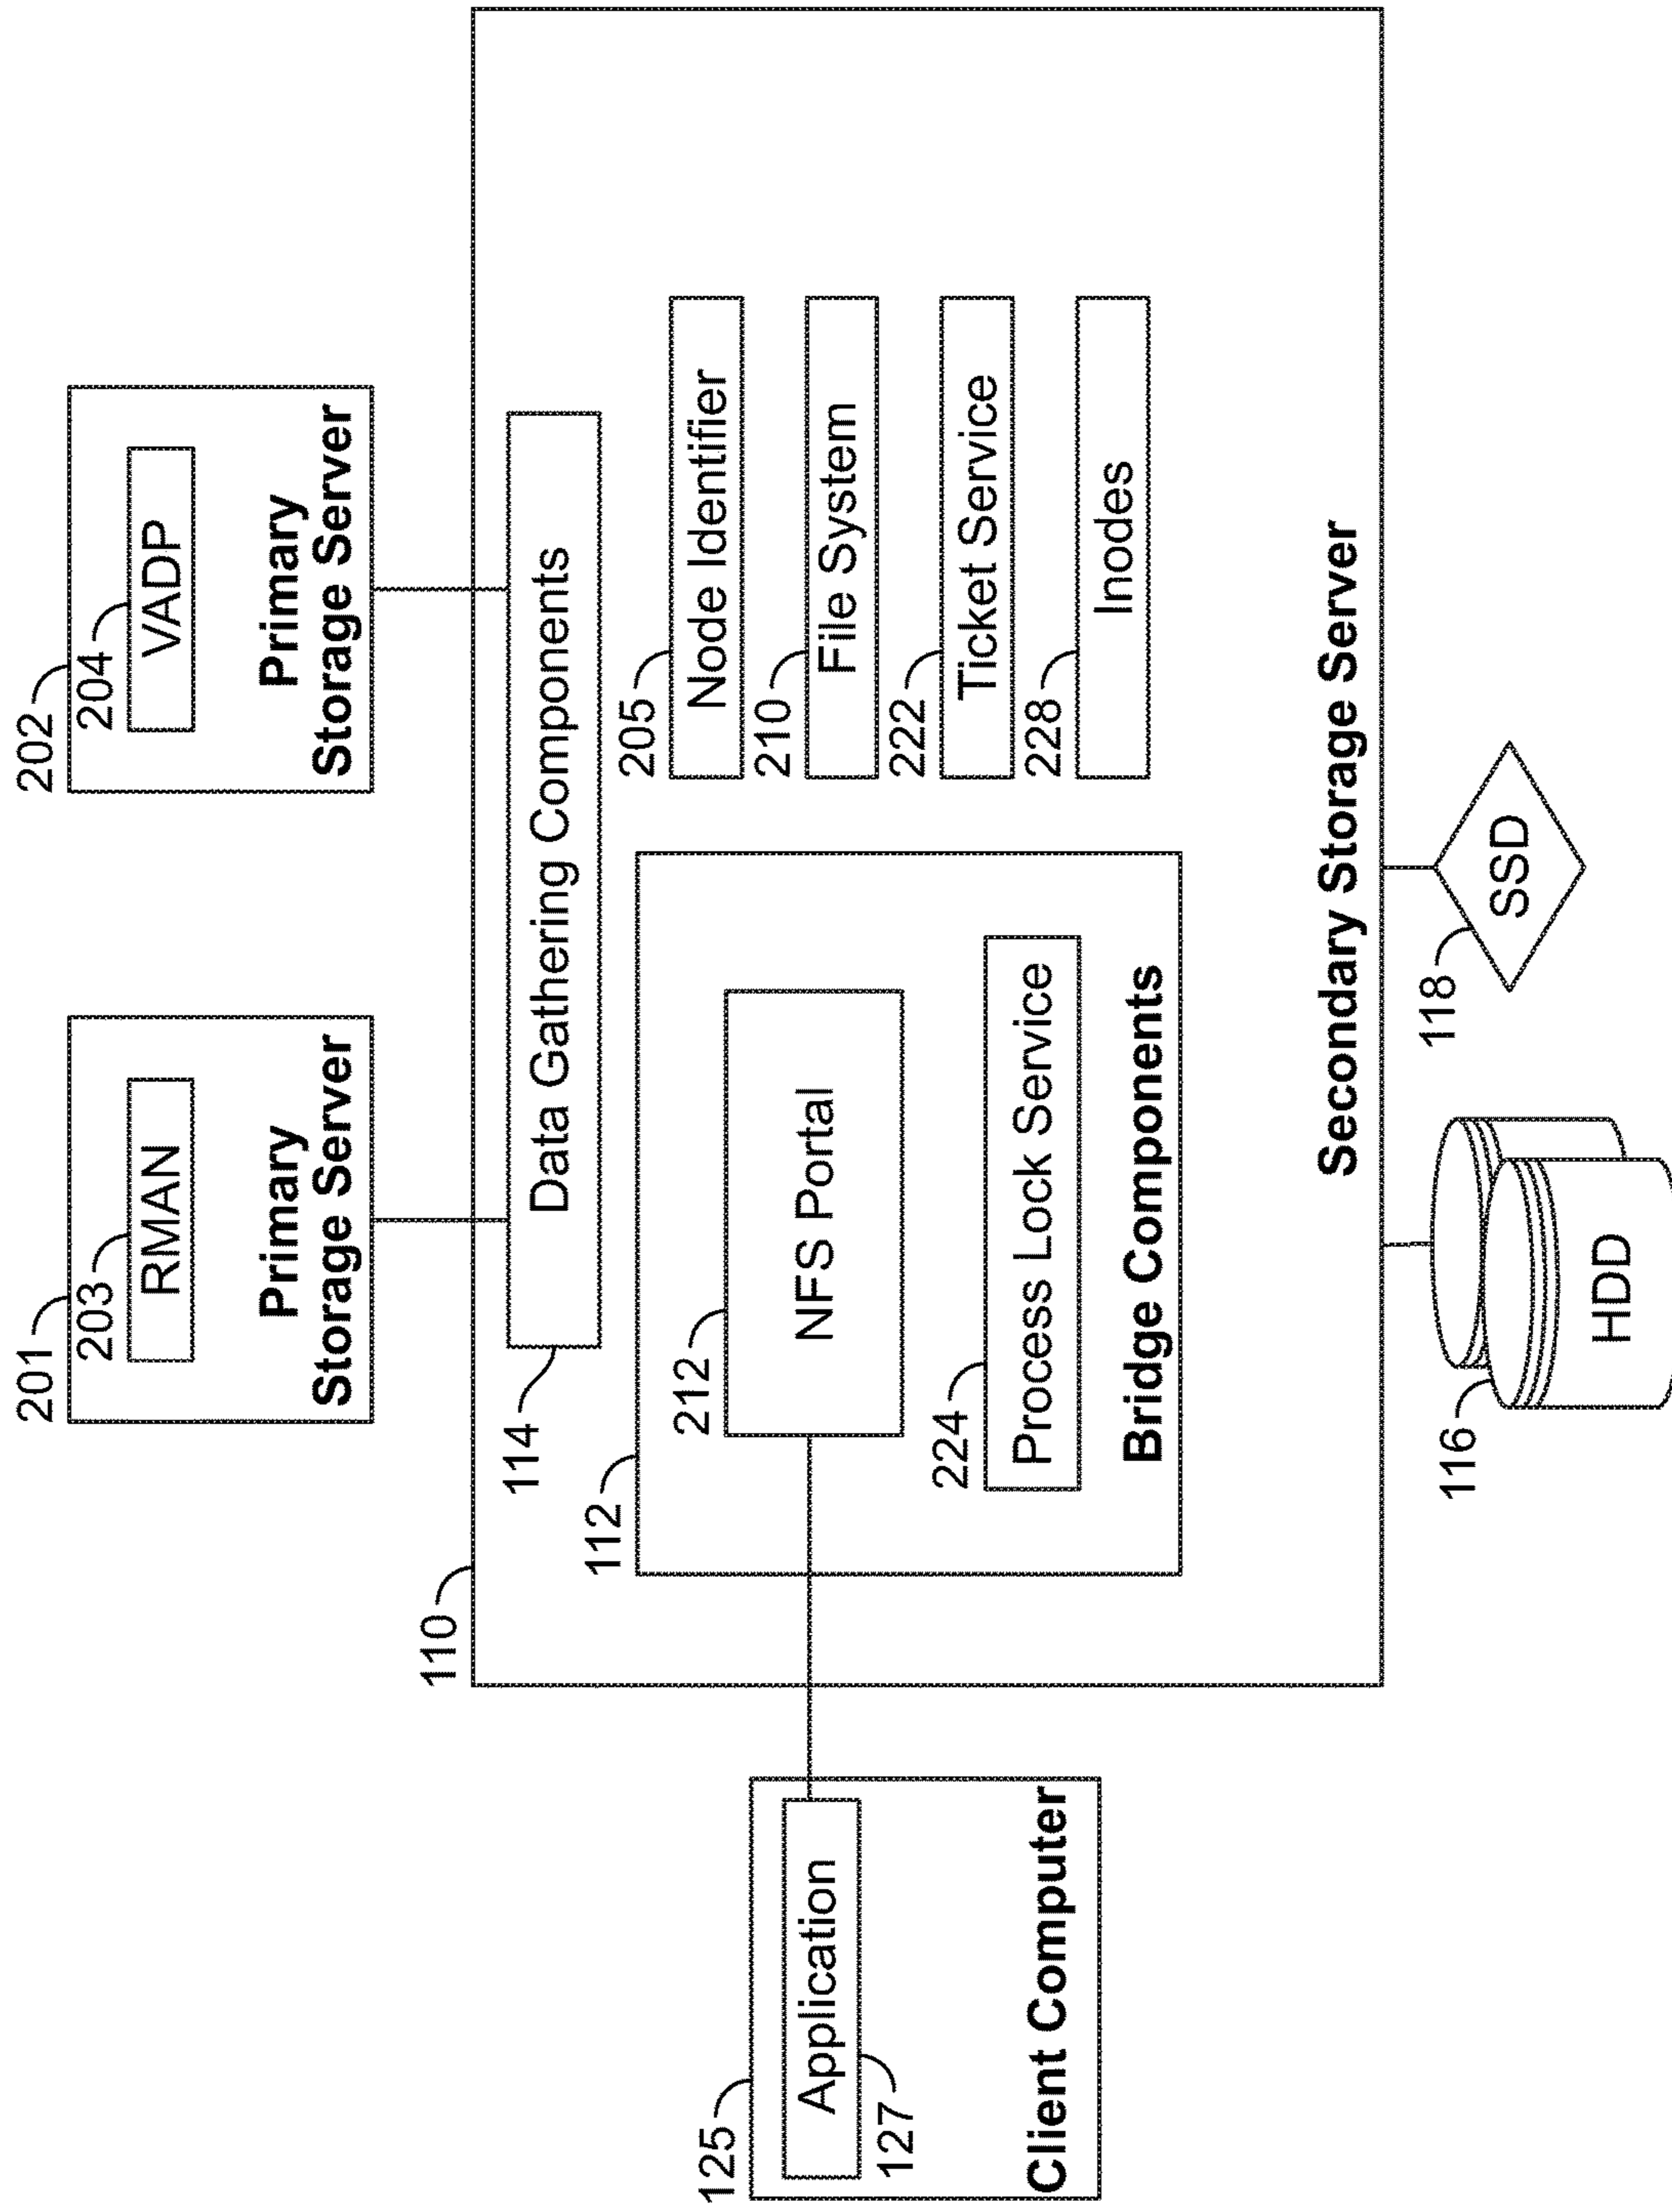 201
203
RMAN
Primary
Storage Server
202
204
VADP
Primary
Storage Server
110
114
Data Gathering Components
112
212
NFS Portal
224
Process Lock Service
Bridge Components
205
Node Identifier
210
File System
222
Ticket Service
228
Inodes
Secondary Storage Server
125
Application
127
Client Computer
116
HDD
118
SSD